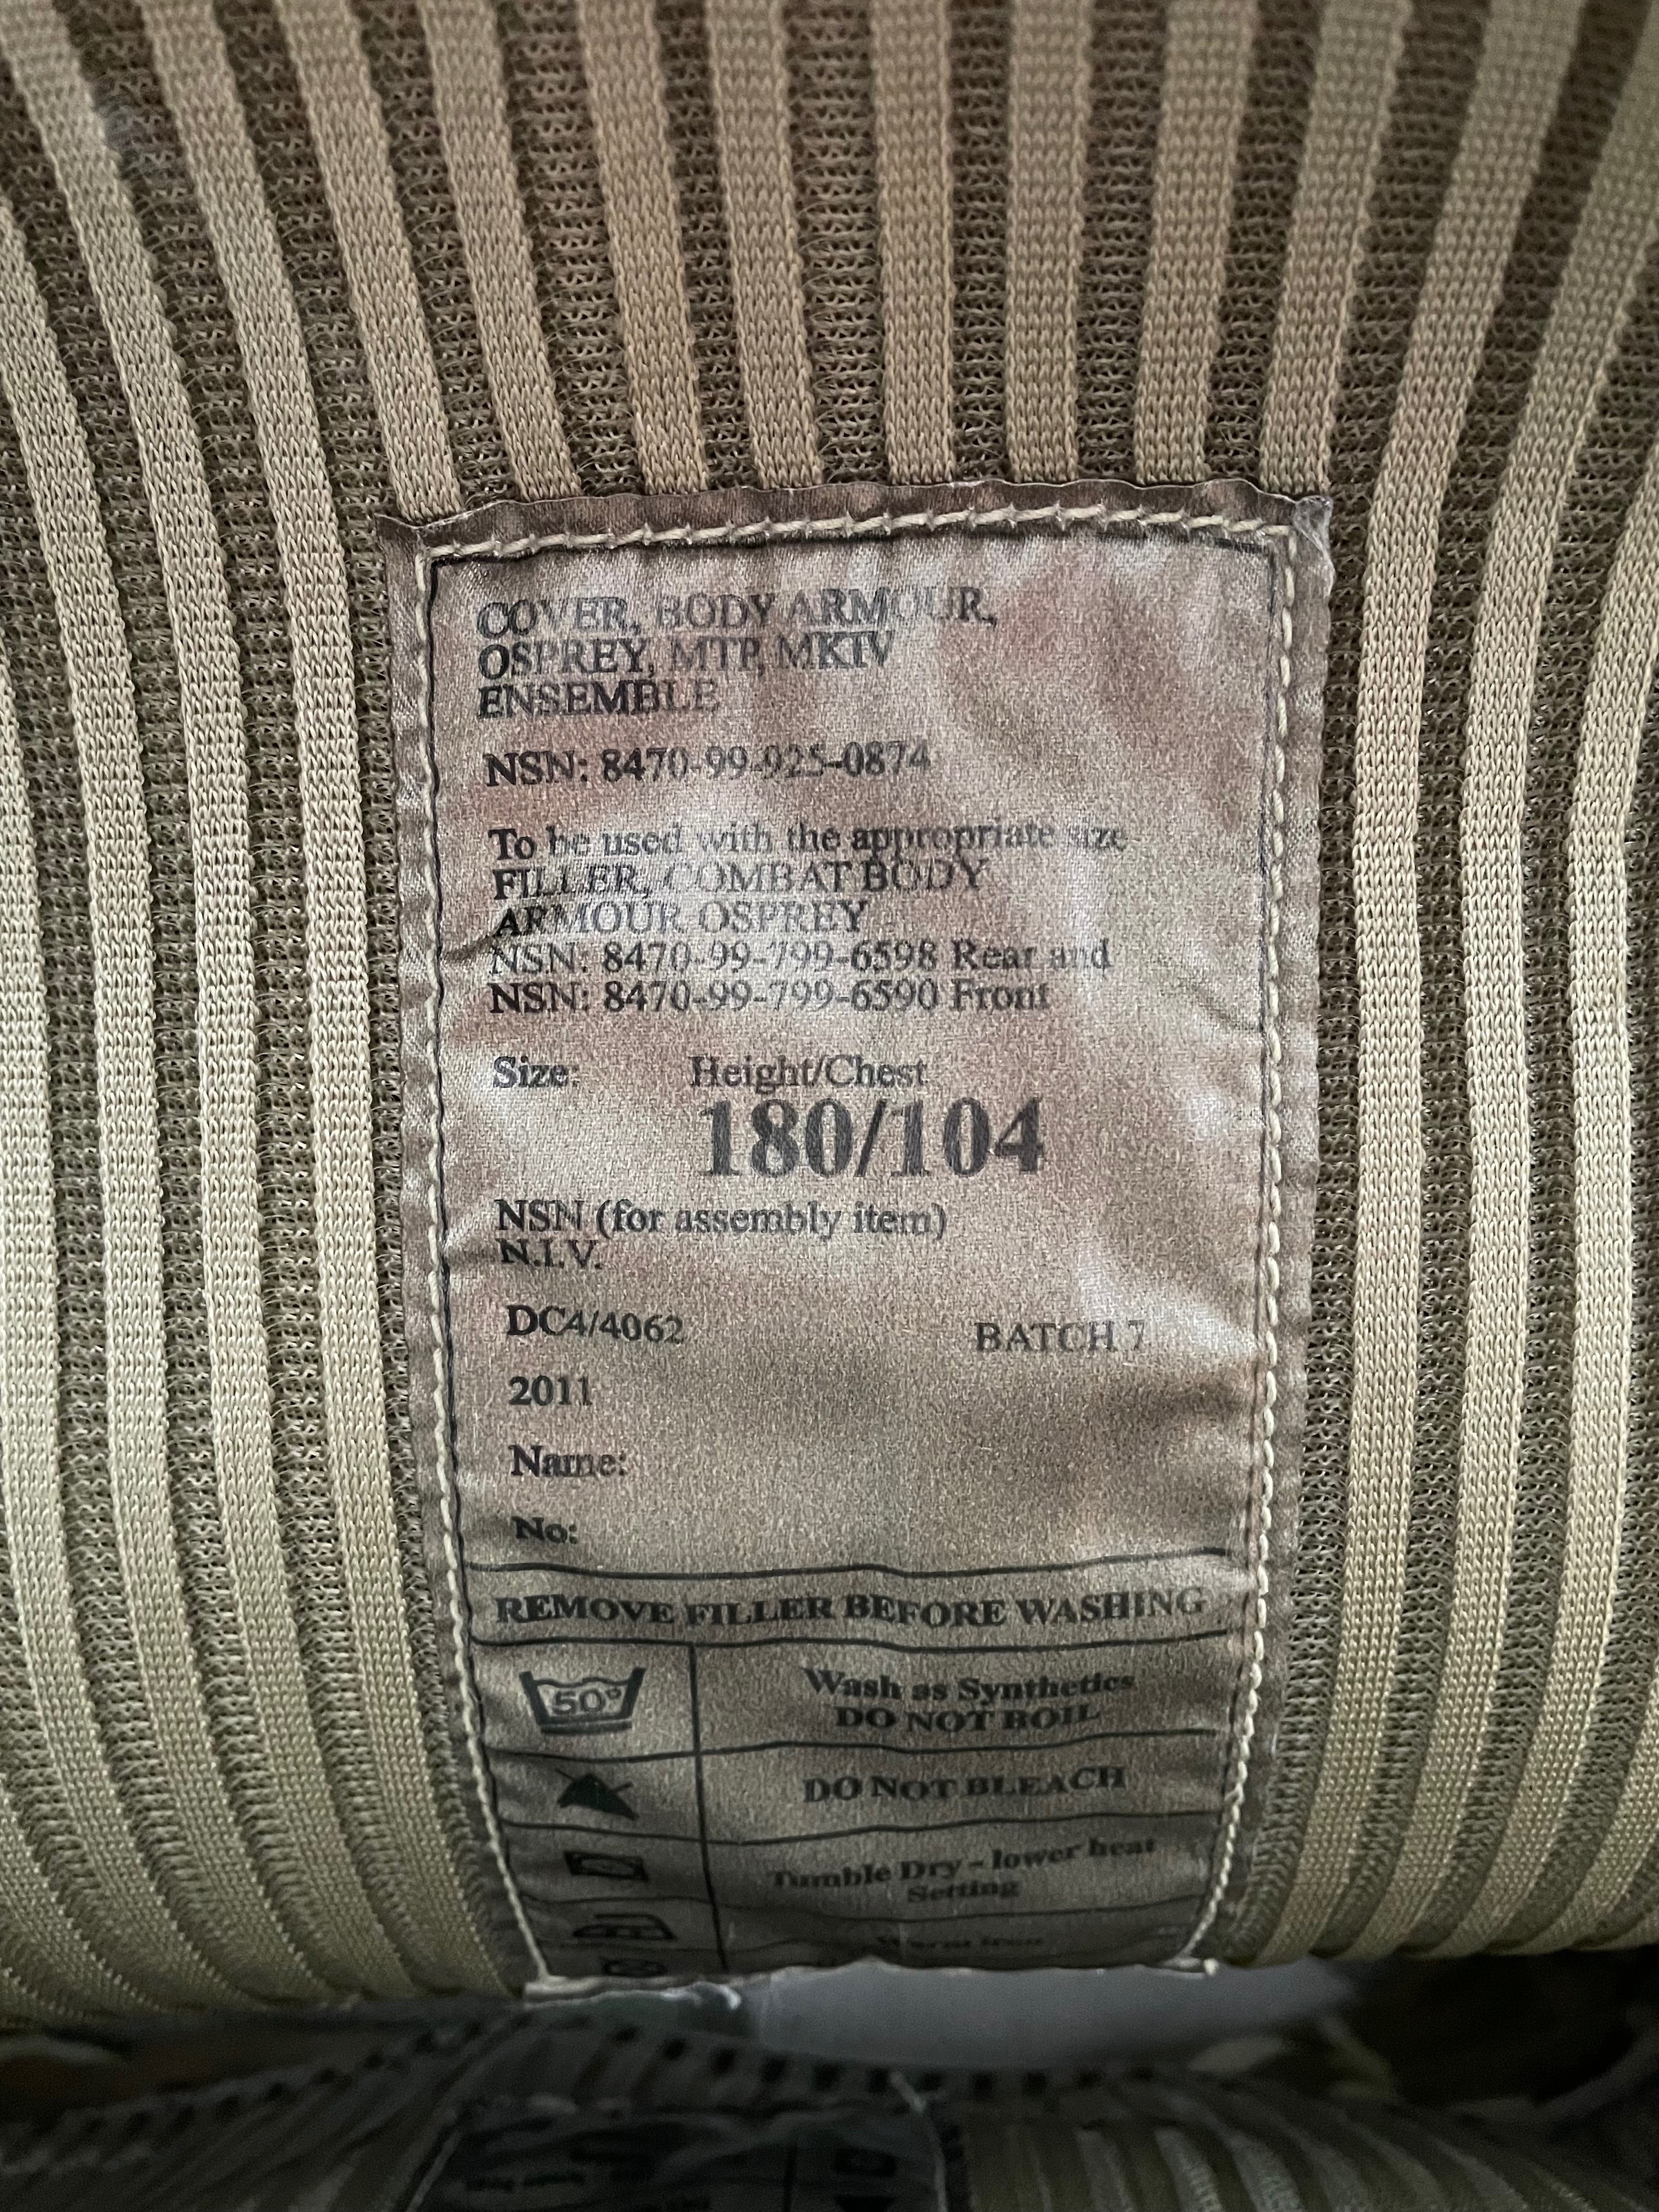 COVER, BODY ARMOUR,
OSPREY, MTP, MKIV
ENSEMBLE
NSN: 8470-99-925-0874
To be used with the appropriate size
FILLER, COMBAT BODY
ARMOUR OSPREY
NSN: 8470-99-799-6598 Rear and
NSN: 8470-99-799-6590 Front
Size: Height/Chest
180/104
NSN (for assembly item)
N.I.V.
DC4/4062 BATCH 7
2011
Name:
No:
REMOVE FILLER BEFORE WASHING
50° Wash as Synthetics
DO NOT BOIL
DO NOT BLEACH
Tumble Dry - lower heat
Setting
Warm Iron